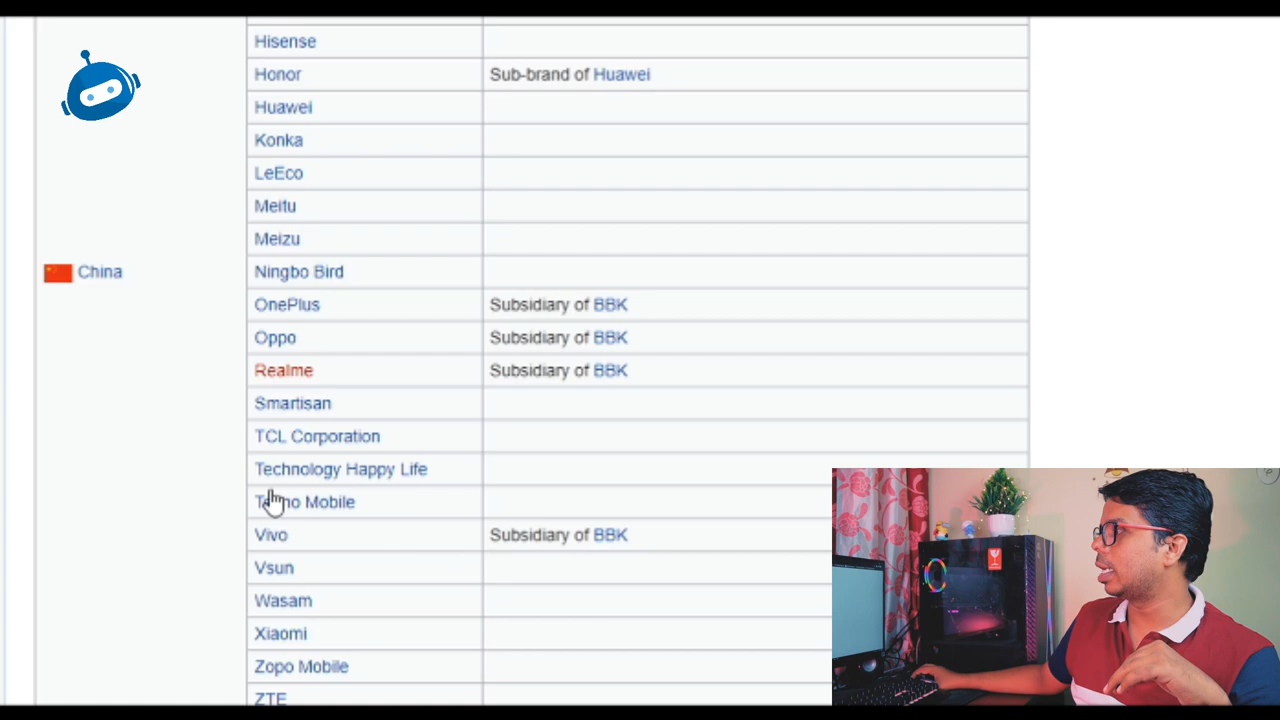 Hisense
Honor Sub-brand of Huawei
Huawei
Konka
LeEco
Meitu
Meizu
China Ningbo Bird
OnePlus Subsidiary of BBK
Oppo Subsidiary of BBK
Realme Subsidiary of BBK
Smartisan
TCL Corporation
Technology Happy Life
Mobile
Vivo Subsidiary of BBK
Vsun
Wasam
Xiaomi
Zopo Mobile
ZTE